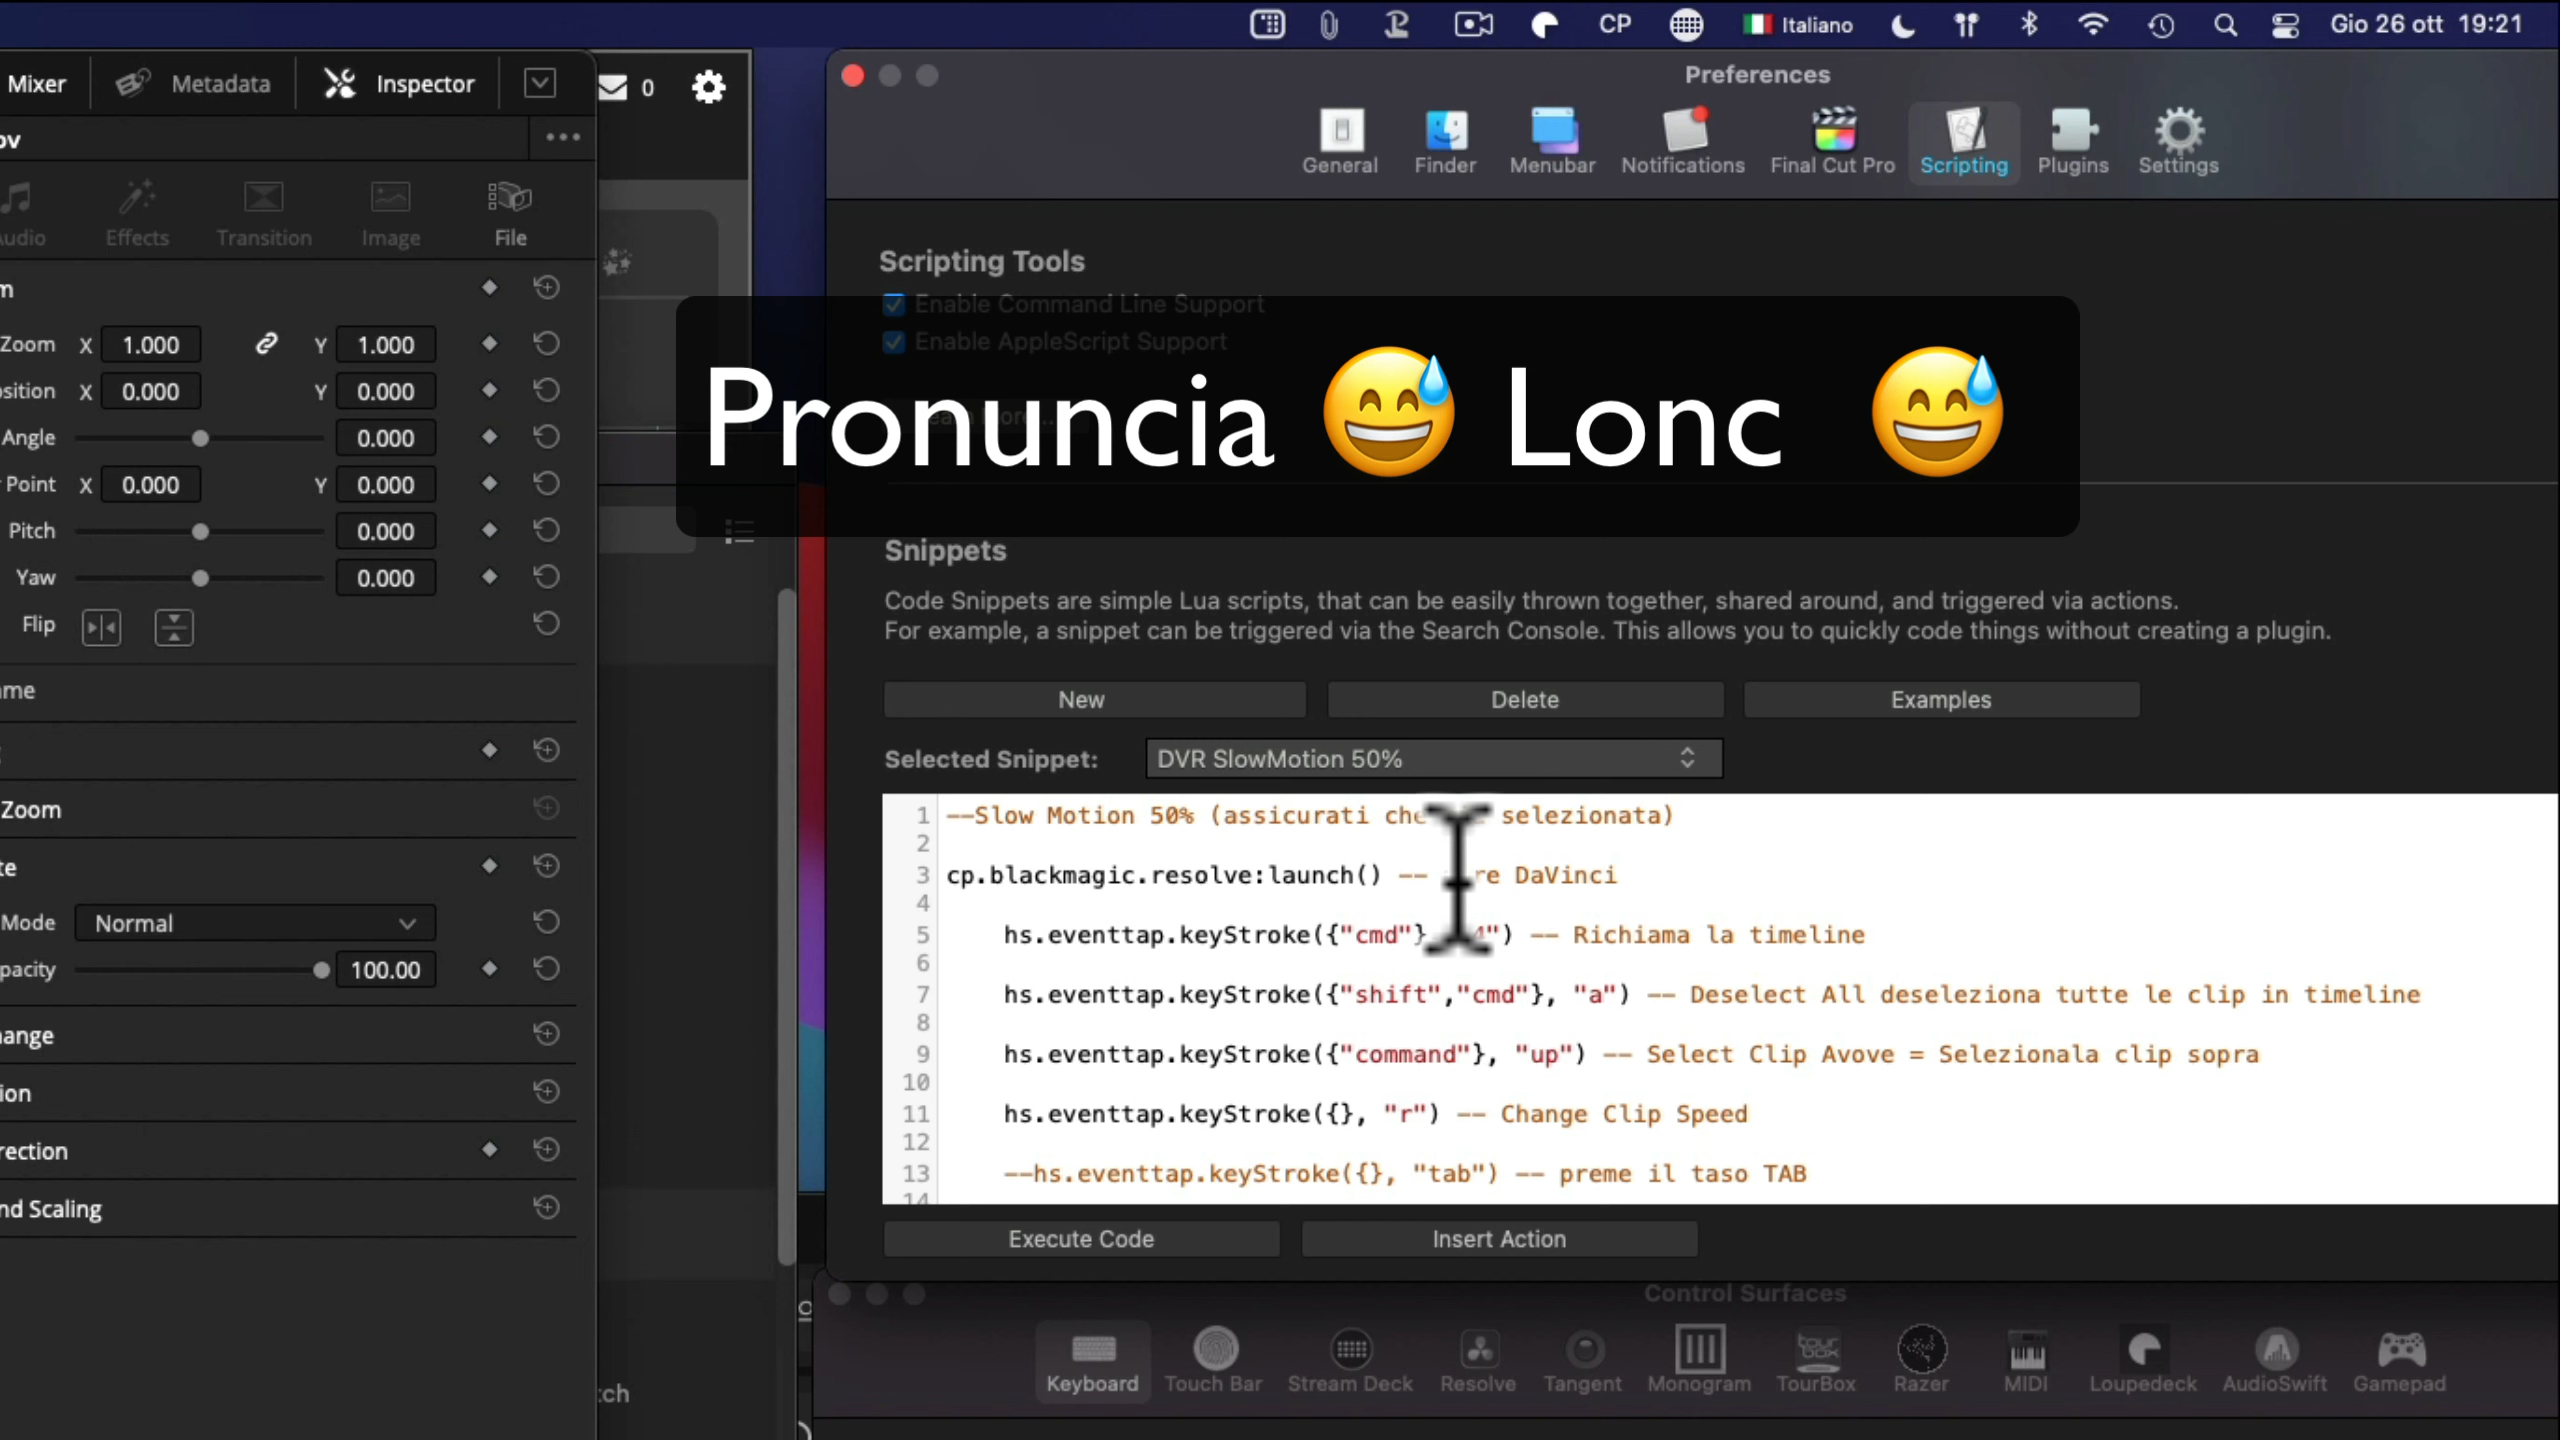 Italiano
Gio 26 ott 19:21
CP
Mixer
Metadata
Inspector
0
Preferences
General
Finder
Menubar
Notifications
Final Cut Pro
Scripting
Plugins
Settings
Effects
Transition
Image
File
Zoom X 1.000 Y 1.000
X 0.000 Y 0.000
Angle 0.000
Point X 0.000 Y 0.000
Pitch 0.000
Yaw 0.000
Flip
Zoom
Mode Normal
100.00
nd Scaling
Scripting Tools
Enable Command Line Support
Enable AppleScript Support
Pronuncia 😅 Lonc 😅
Snippets
Code Snippets are simple Lua scripts, that can be easily thrown together, shared around, and triggered via actions.
For example, a snippet can be triggered via the Search Console. This allows you to quickly code things without creating a plugin.
New
Delete
Examples
Selected Snippet: DVR SlowMotion 50%
1 --Slow Motion 50% (assicurati che selezionata)
2
3 cp.blackmagic.resolve:launch() -- DaVinci
4
5 hs.eventtap.keyStroke({"cmd"} 4") -- Richiama la timeline
6
7 hs.eventtap.keyStroke({"shift","cmd"}, "a") -- Deselect All deseleziona tutte le clip in timeline
8
9 hs.eventtap.keyStroke({"command"}, "up") -- Select Clip Avove = Selezionala clip sopra
10
11 hs.eventtap.keyStroke({}, "r") -- Change Clip Speed
12
13 --hs.eventtap.keyStroke({}, "tab") -- preme il taso TAB
14
Execute Code
Insert Action
Control Surfaces
Keyboard
Touch Bar
Stream Deck
Resolve
Tangent
Monogram
TourBox
Razer
MIDI
Loupedeck
AudioSwift
Gamepad